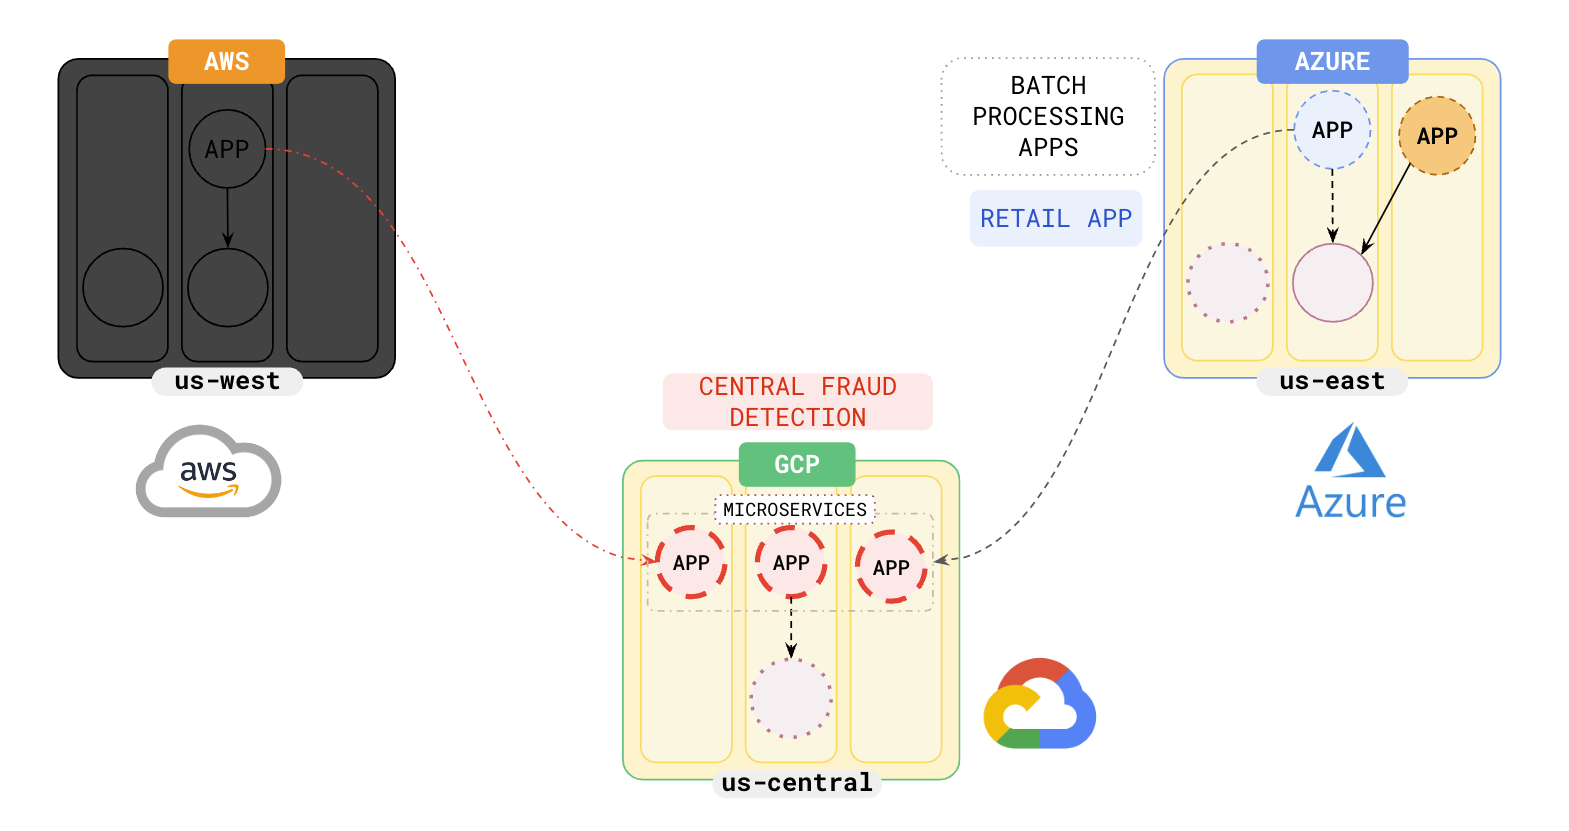 AWS
APP
us-west
aws
BATCH
PROCESSING
APPS
RETAIL APP
AZURE
APP
APP
us-east
Azure
CENTRAL FRAUD
DETECTION
GCP
MICROSERVICES
APP
APP
APP
us-central